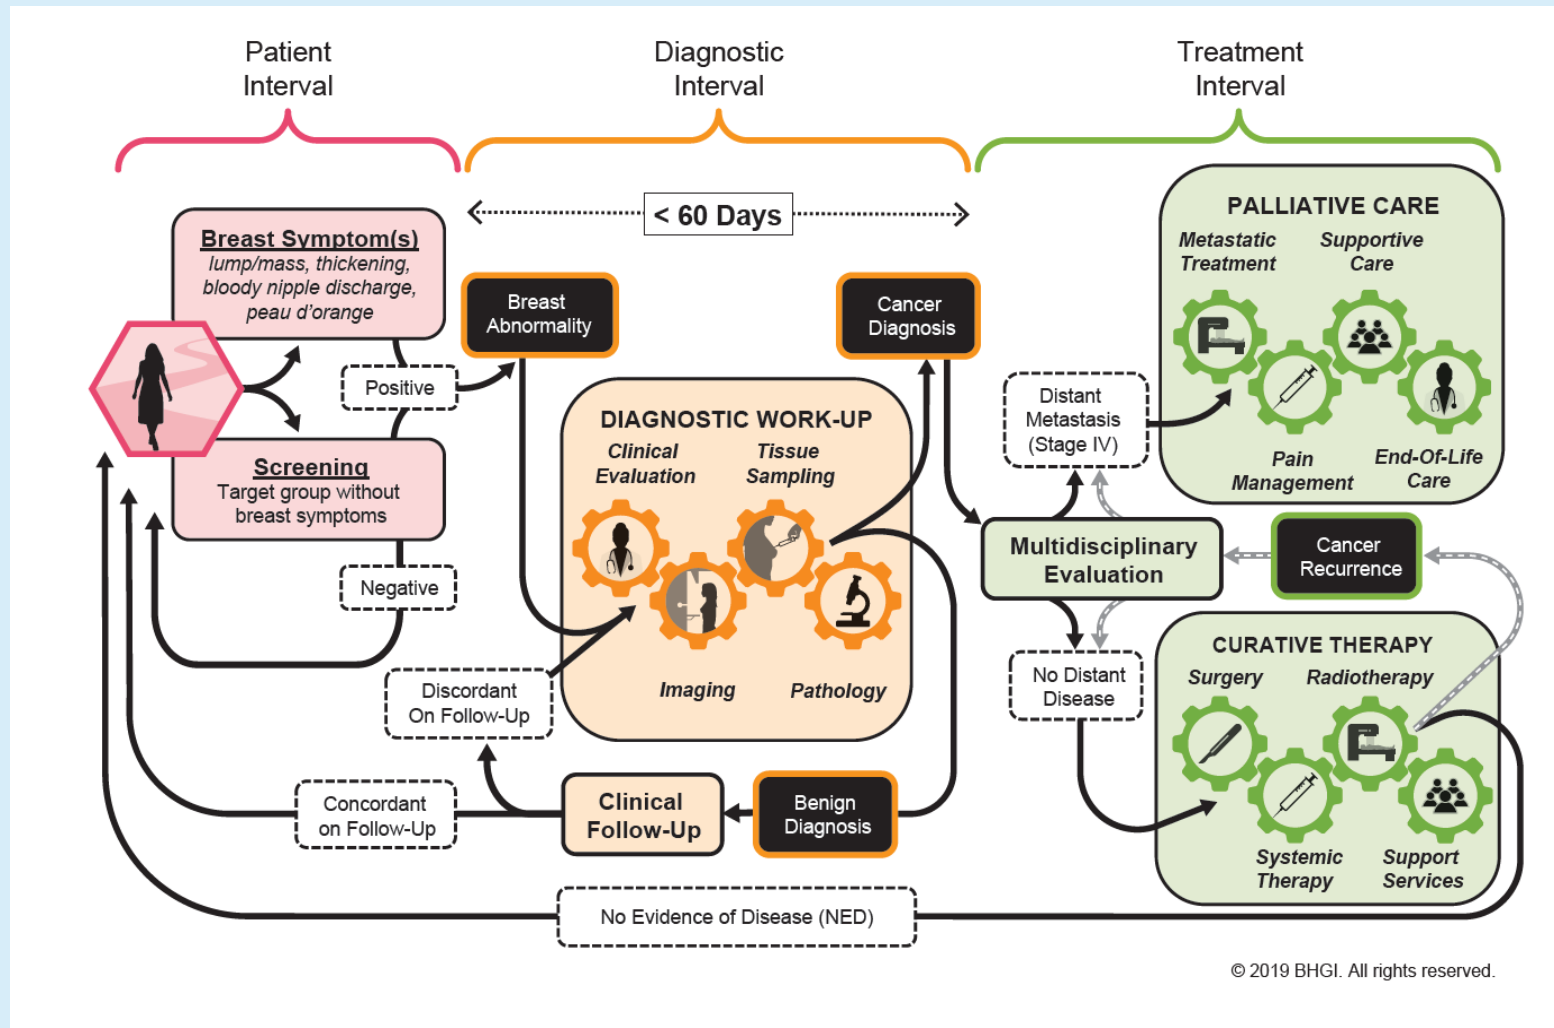 Patient
Interval
Diagnostic
Interval
Treatment
Interval
< 60 Days
Breast Symptom(s)
lump/mass, thickening,
bloody nipple discharge,
peau d’orange
Positive
Screening
Target group without
breast symptoms
Negative
Breast
Abnormality
Cancer
Diagnosis
DIAGNOSTIC WORK-UP
Clinical
Evaluation
Tissue
Sampling
Imaging
Pathology
Discordant
On Follow-Up
Concordant
on Follow-Up
Clinical
Follow-Up
Benign
Diagnosis
No Evidence of Disease (NED)
Distant
Metastasis
(Stage IV)
Multidisciplinary
Evaluation
No Distant
Disease
Cancer
Recurrence
PALLIATIVE CARE
Metastatic
Treatment
Supportive
Care
Pain
Management
End-Of-Life
Care
CURATIVE THERAPY
Surgery
Radiotherapy
Systemic
Therapy
Support
Services
© 2019 BHGI. All rights reserved.